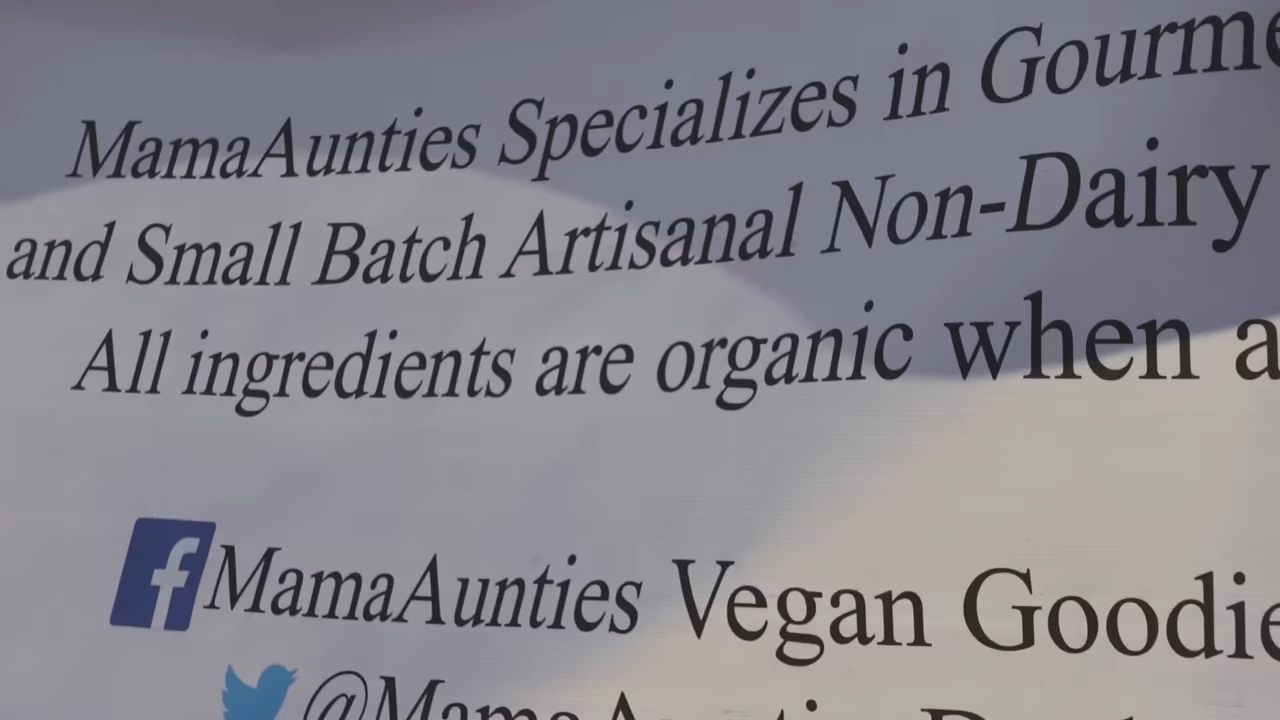 MamaAunties Specializes in Gourme
and Small Batch Artisanal Non-Dairy
All ingredients are organic when a
MamaAunties Vegan Goodie